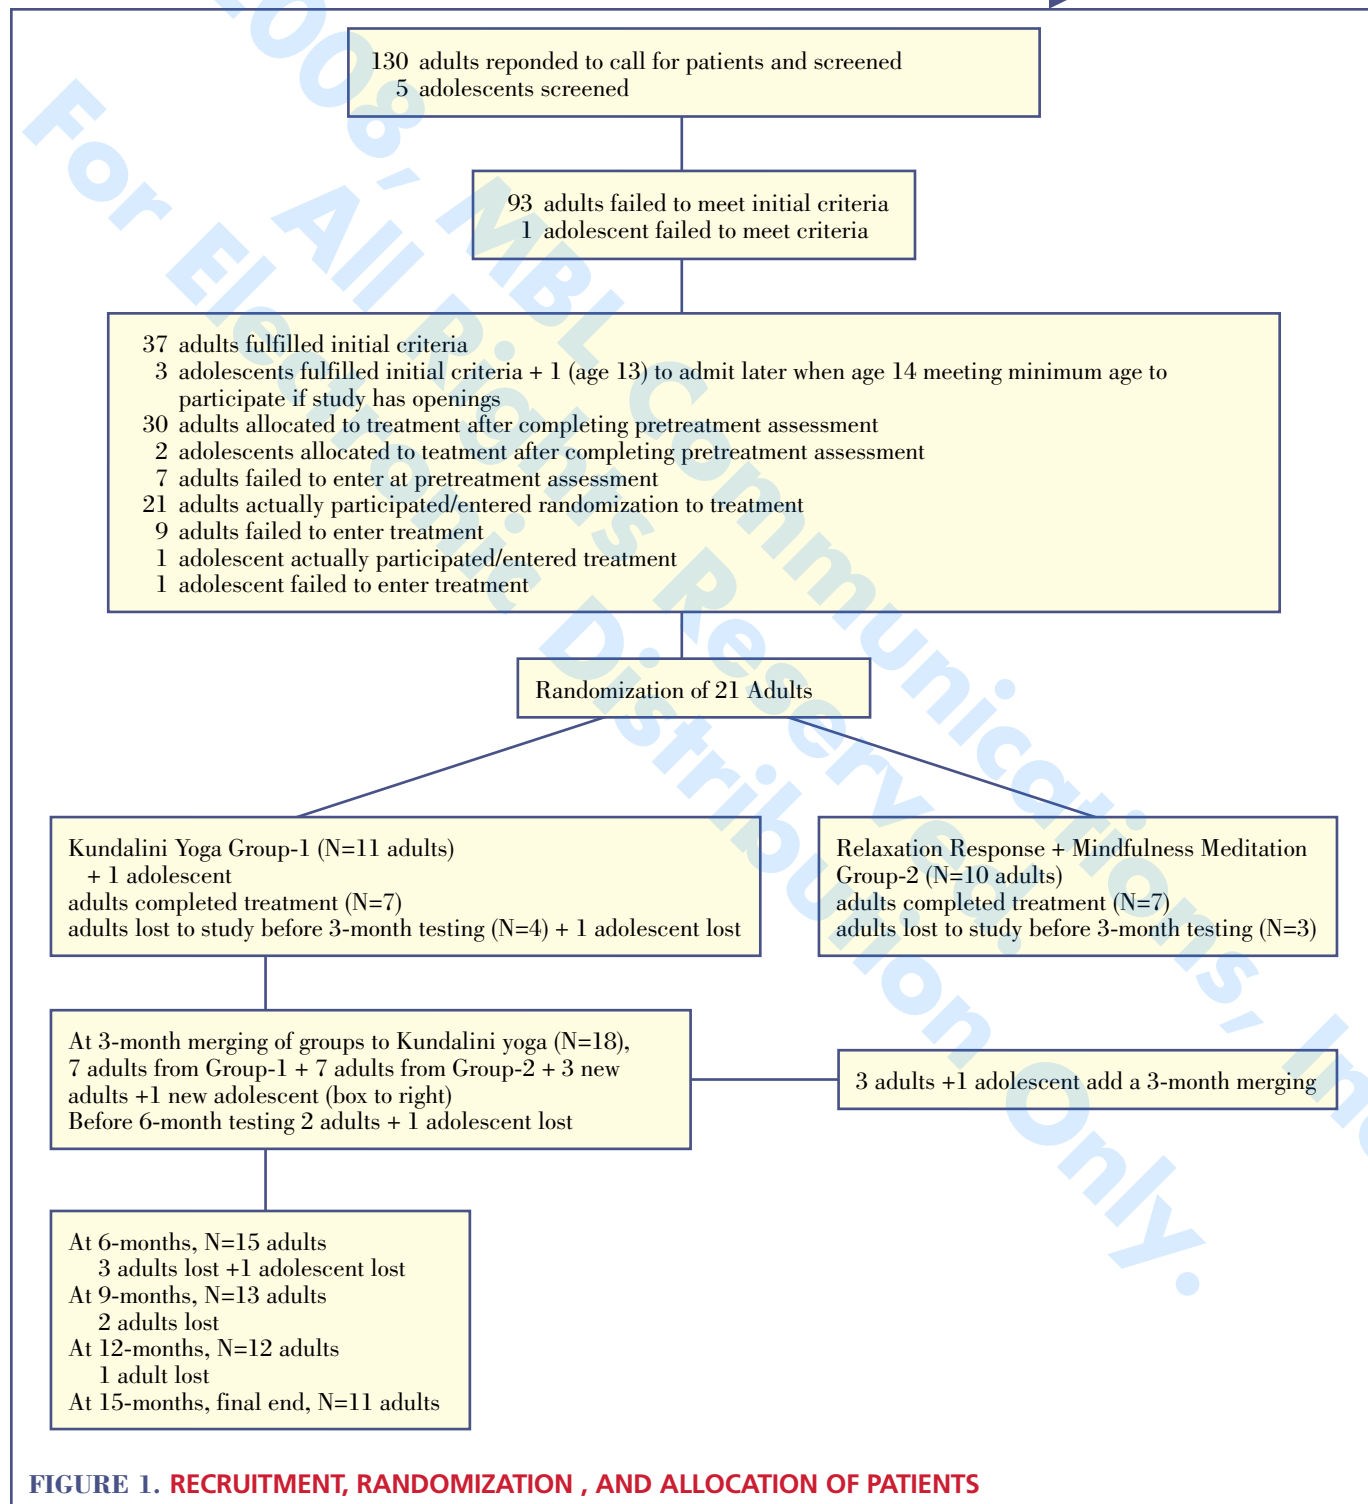 130 adults reponded to call for patients and screened
5 adolescents screened
93 adults failed to meet initial criteria
1 adolescent failed to meet criteria
37 adults fulfilled initial criteria
3 adolescents fulfilled initial criteria + 1 (age 13) to admit later when age 14 meeting minimum age to
participate if study has openings
30 adults allocated to treatment after completing pretreatment assessment
2 adolescents allocated to teatment after completing pretreatment assessment
7 adults failed to enter at pretreatment assessment
21 adults actually participated/entered randomization to treatment
9 adults failed to enter treatment
1 adolescent actually participated/entered treatment
1 adolescent failed to enter treatment
Randomization of 21 Adults
Kundalini Yoga Group-1 (N=11 adults)
+ 1 adolescent
adults completed treatment (N=7)
adults lost to study before 3-month testing (N=4) + 1 adolescent lost
Relaxation Response + Mindfulness Meditation
Group-2 (N=10 adults)
adults completed treatment (N=7)
adults lost to study before 3-month testing (N=3)
At 3-month merging of groups to Kundalini yoga (N=18),
7 adults from Group-1 + 7 adults from Group-2 + 3 new
adults +1 new adolescent (box to right)
Before 6-month testing 2 adults + 1 adolescent lost
3 adults +1 adolescent add a 3-month merging
At 6-months, N=15 adults
3 adults lost +1 adolescent lost
At 9-months, N=13 adults
2 adults lost
At 12-months, N=12 adults
1 adult lost
At 15-months, final end, N=11 adults
FIGURE 1. RECRUITMENT, RANDOMIZATION , AND ALLOCATION OF PATIENTS
2008, MBL Communications, Inc
All Rights Reserved.
For Electronic Distribution Only.